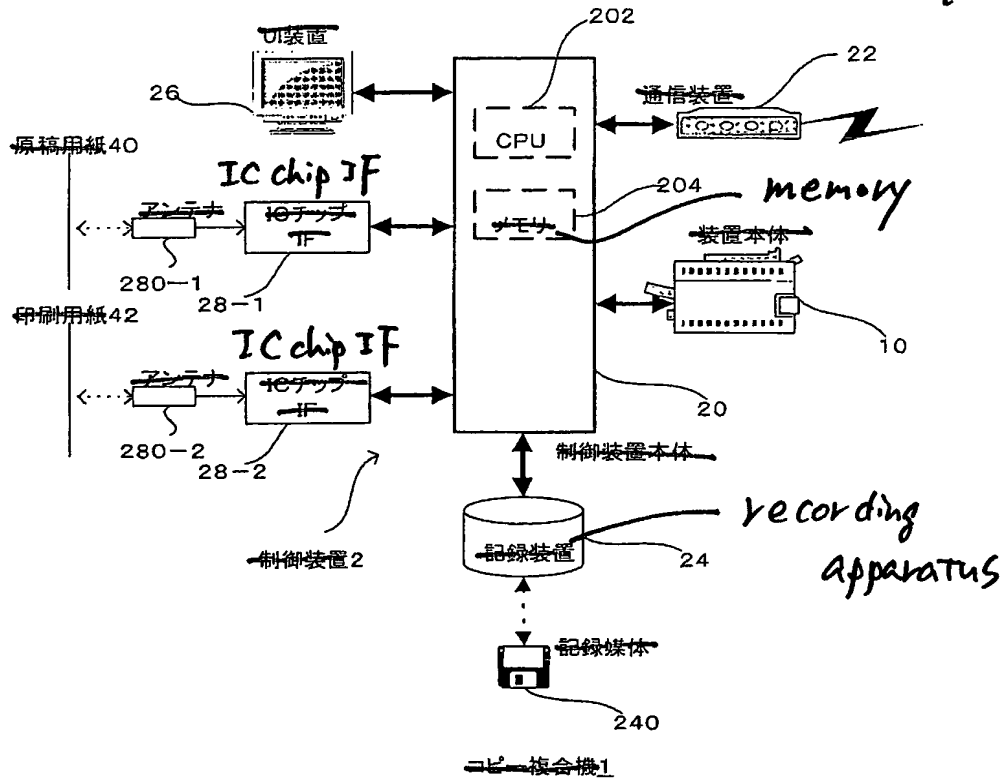 202
UI装置
22
通信装置
26
CPU
原稿用紙40
IC chip IF
204
memory
アンテナ
ICチップ
IF
メモリ
装置本体
280-1
28-1
印刷用紙42
IC chip IF
10
アンテナ
ICチップ
IF
20
280-2
28-2
制御装置本体
recording
記録装置
24
apparatus
制御装置2
記録媒体
240
コピー複合機1